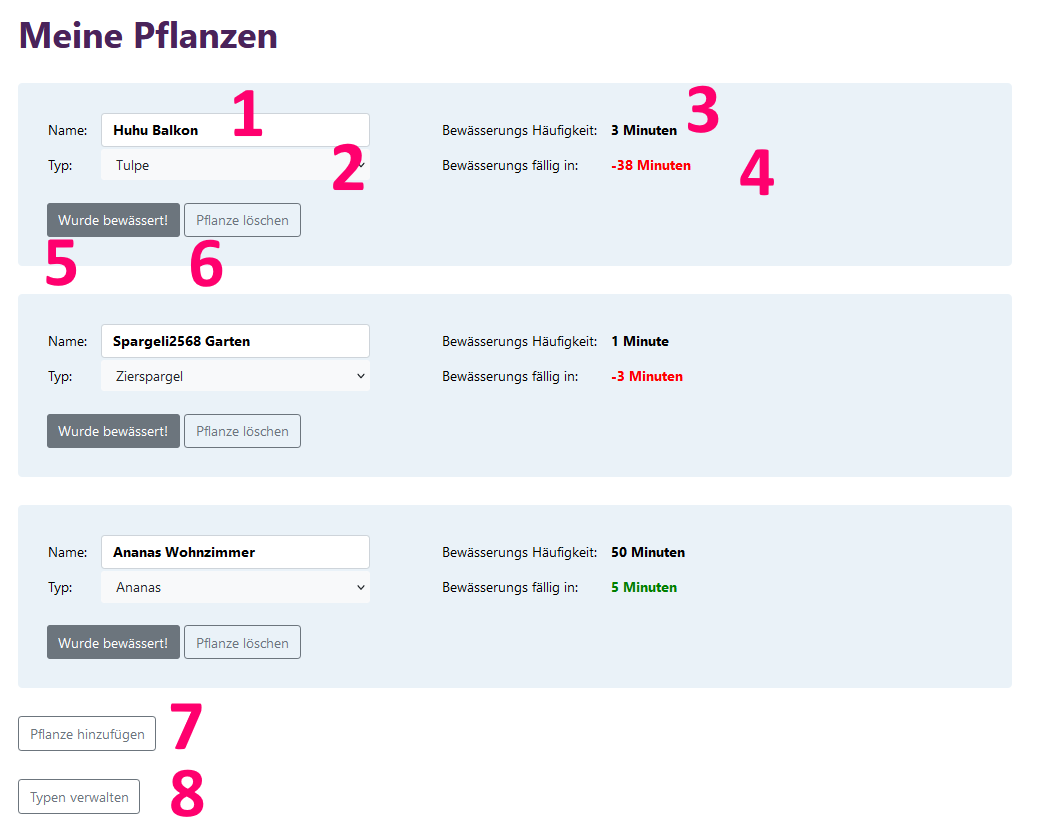 Meine Pflanzen
1
3
Name: Huhu Balkon Bewässerungs Häufigkeit: 3 Minuten
2
4
Typ: Tulpe Bewässerungs fällig in: -38 Minuten
Wurde bewässert! Pflanze löschen
5 6
Name: Spargeli2568 Garten Bewässerungs Häufigkeit: 1 Minute
Typ: Zierspargel Bewässerungs fällig in: -3 Minuten
Wurde bewässert! Pflanze löschen
Name: Ananas Wohnzimmer Bewässerungs Häufigkeit: 50 Minuten
Typ: Ananas Bewässerungs fällig in: 5 Minuten
Wurde bewässert! Pflanze löschen
Pflanze hinzufügen 7
Typen verwalten 8